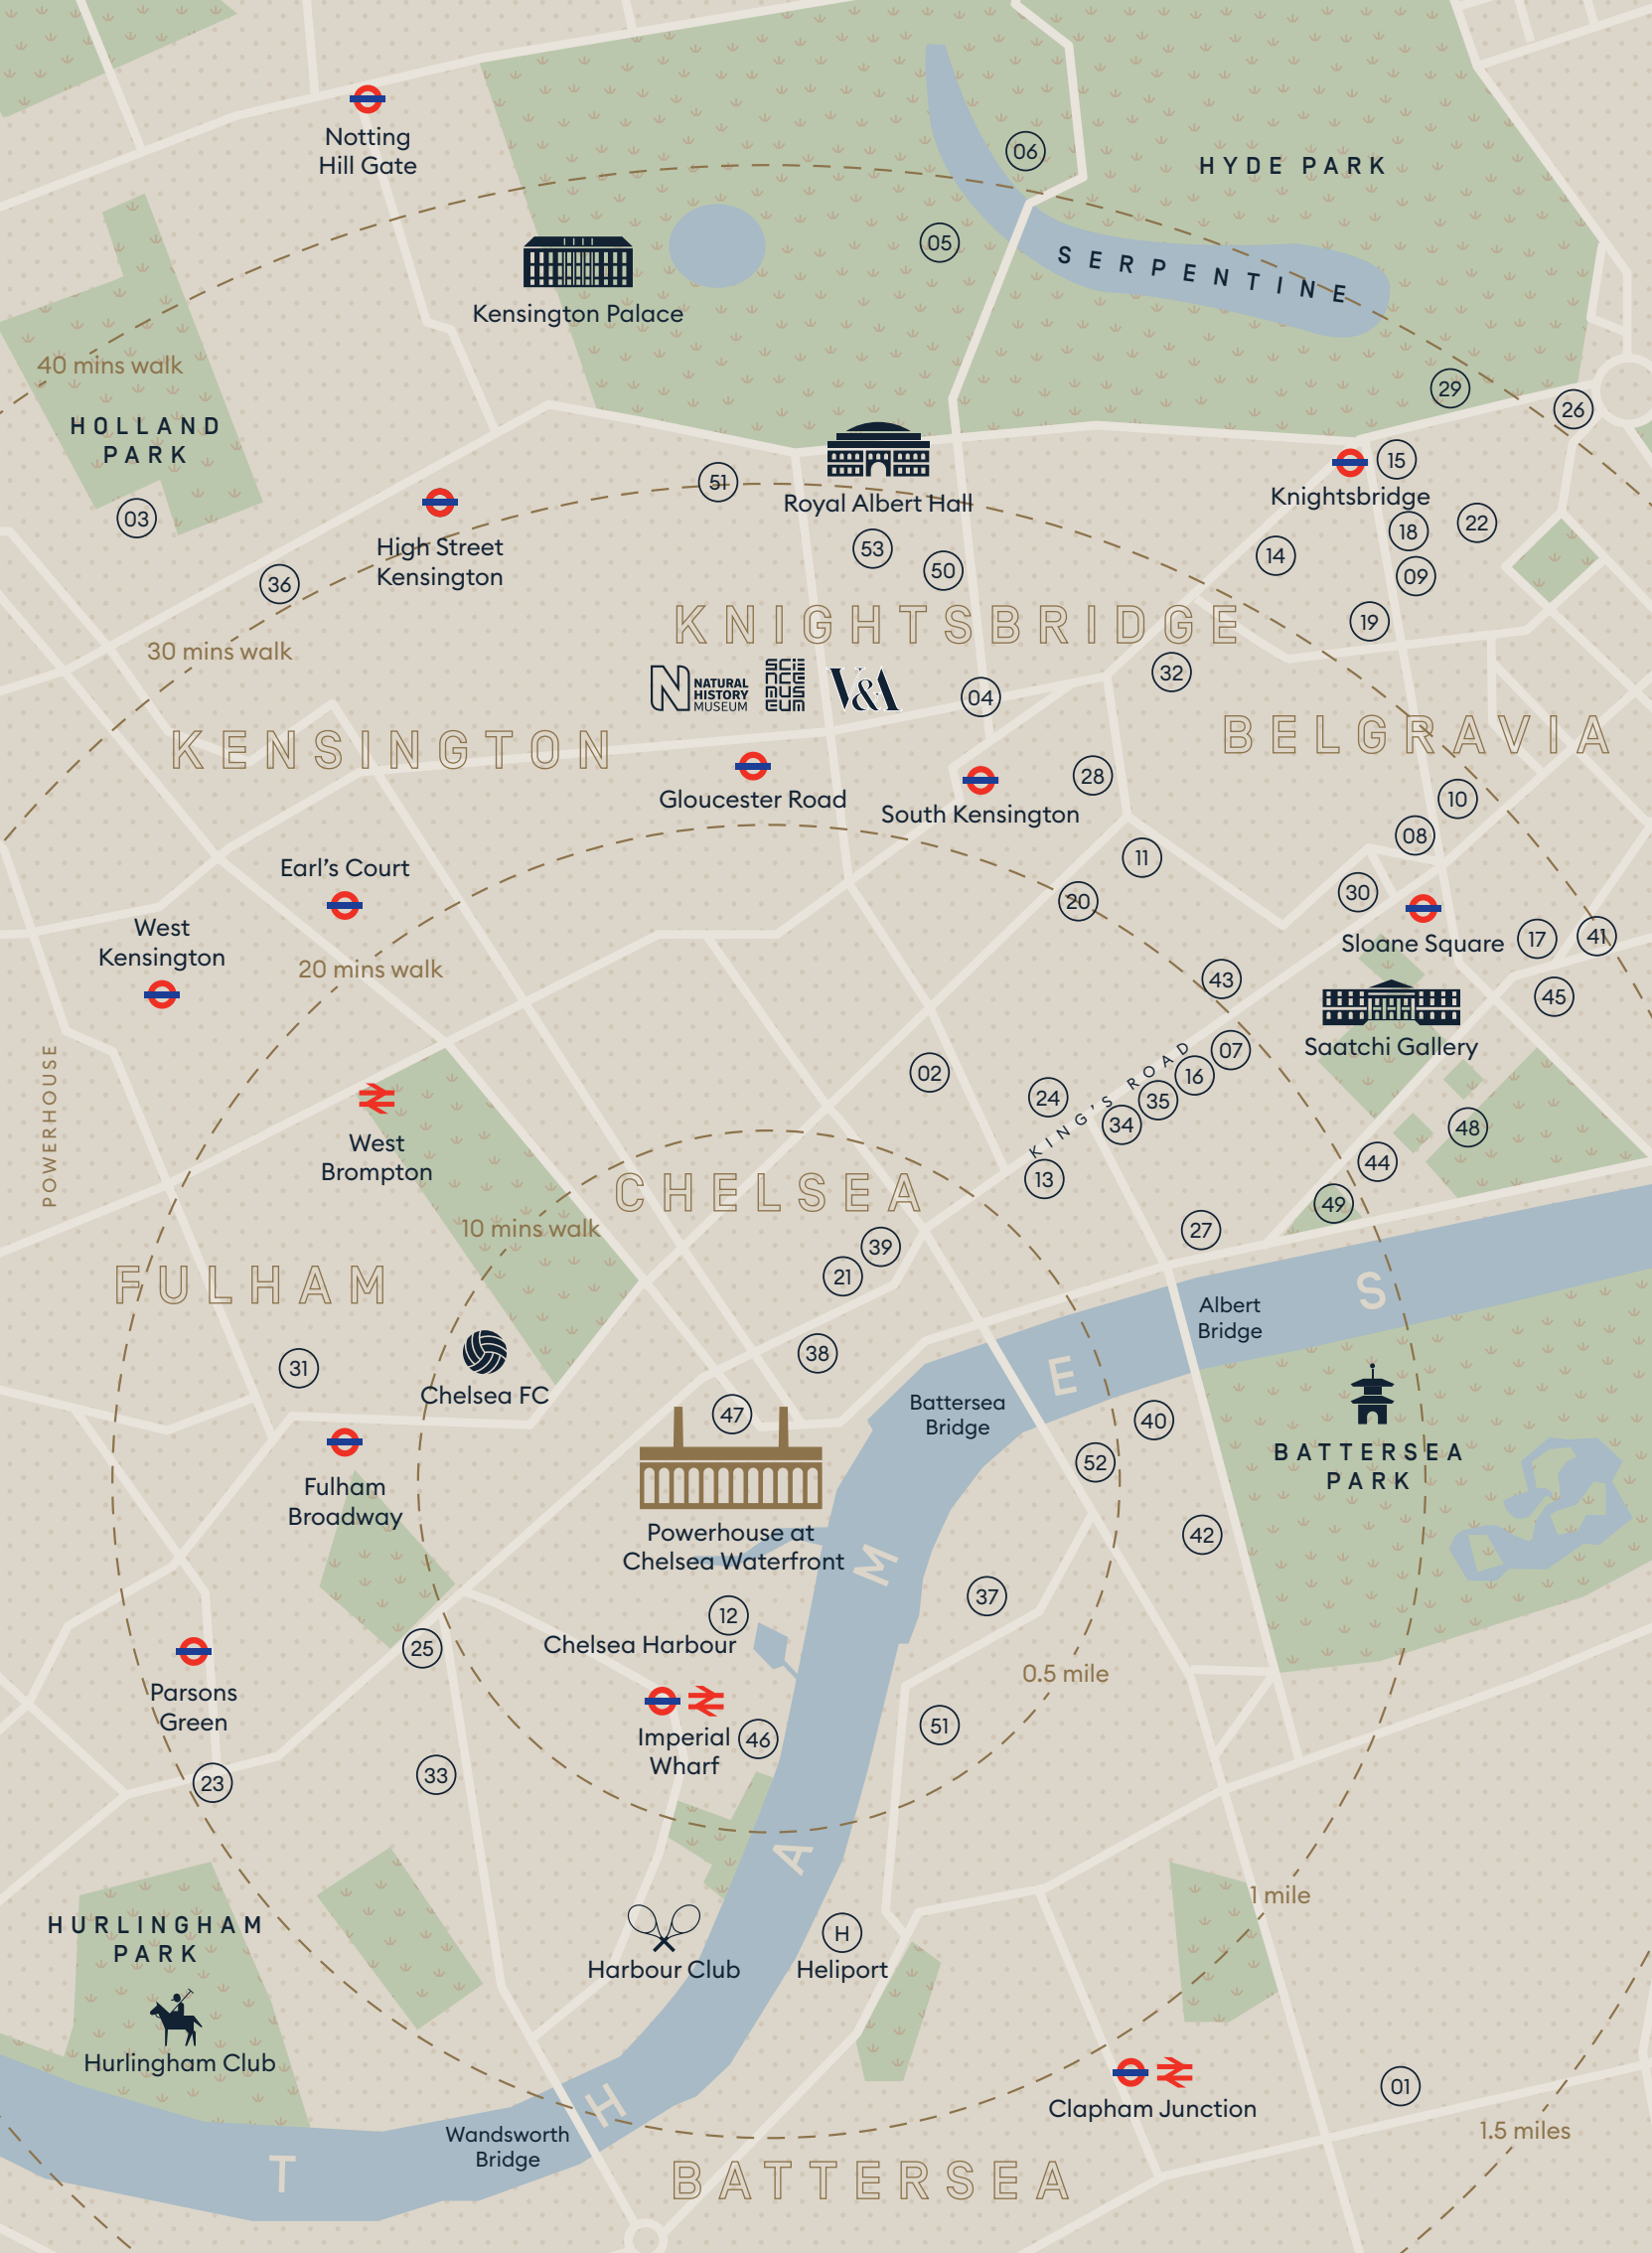 Notting
Hill Gate
06
HYDE PARK
05
SERPENTINE
Kensington Palace
40 mins walk
29
26
HOLLAND
PARK
15
Knightsbridge
51
Royal Albert Hall
03
High Street
Kensington
18
22
53
14
50
09
36
KNIGHTSBRIDGE
19
30 mins walk
32
NATURAL
HISTORY
MUSEUM
SCIENCE MUSEUM
V&A
04
KENSINGTON
BELGRAVIA
28
Gloucester Road
South Kensington
10
08
11
Earl's Court
20
30
West
Kensington
Sloane Square
17
41
20 mins walk
43
45
Saatchi Gallery
POWERHOUSE
KING'S ROAD
07
02
16
24
35
34
48
West
Brompton
44
13
CHELSEA
49
10 mins walk
27
39
21
FULHAM
THAMES
Albert
Bridge
38
31
Chelsea FC
Battersea
Bridge
47
40
BATTERSEA
PARK
52
Fulham
Broadway
Powerhouse at
Chelsea Waterfront
42
37
12
Chelsea Harbour
25
0.5 mile
Parsons
Green
Imperial
Wharf
46
51
33
23
1 mile
HURLINGHAM
PARK
H
Harbour Club
Heliport
Hurlingham Club
01
Clapham Junction
1.5 miles
Wandsworth
Bridge
BATTERSEA